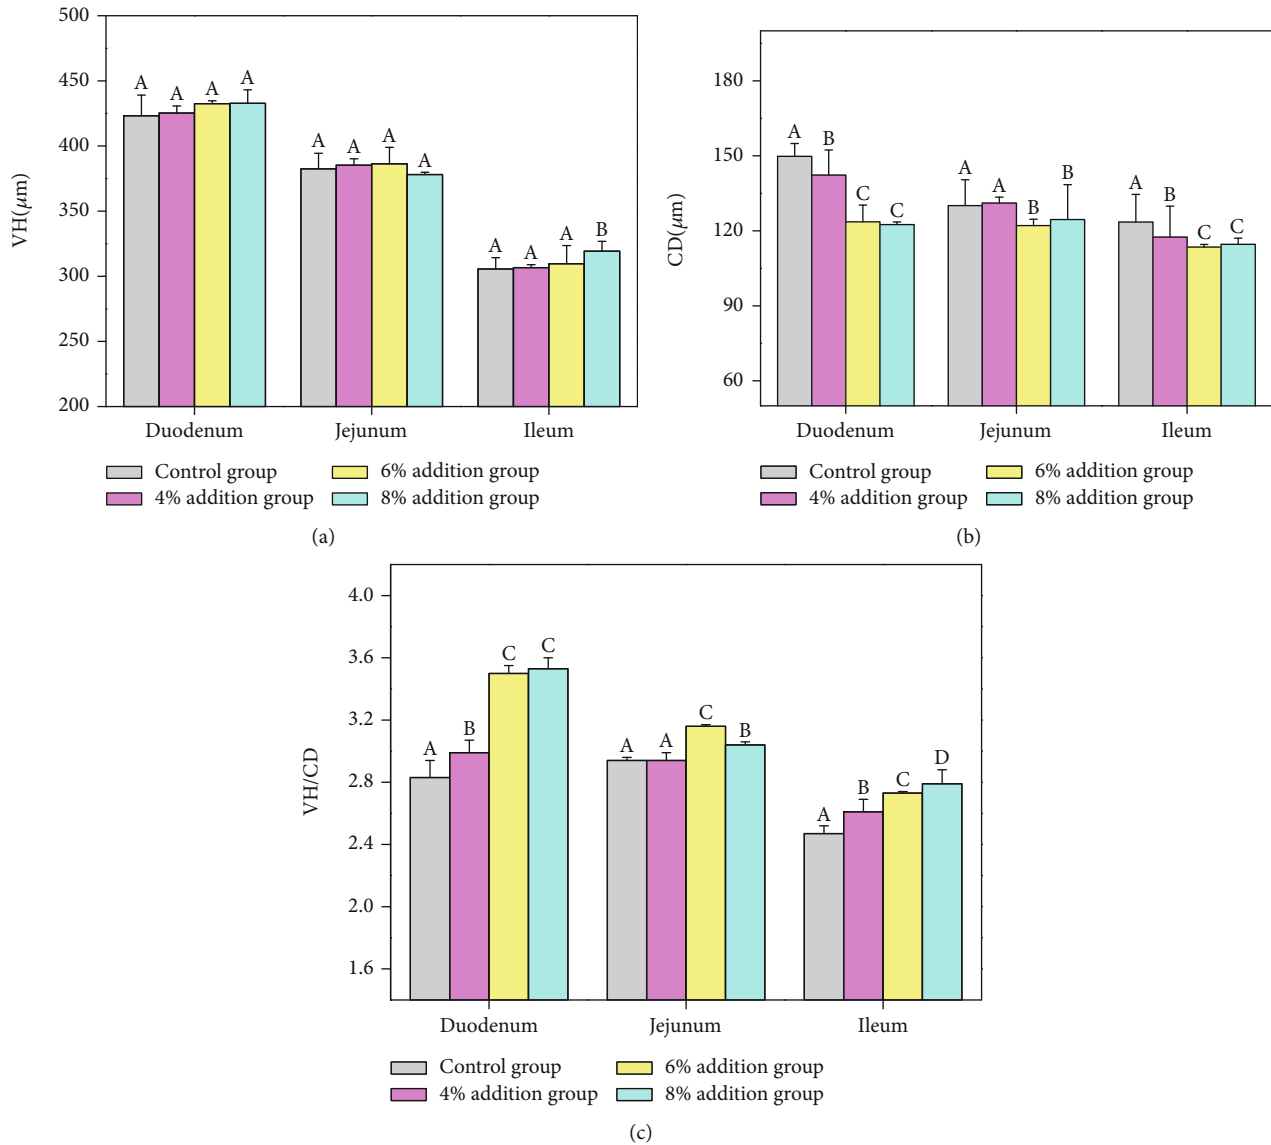 500
450
400
350
300
250
200
VH(μm)
A A A A
A A A A
A A A B
Duodenum Jejunum Ileum
Control group 6% addition group
4% addition group 8% addition group
(a)
180
150
120
90
60
CD(μm)
A B C C
A A B B
A B C C
Duodenum Jejunum Ileum
Control group 6% addition group
4% addition group 8% addition group
(b)
4.0
3.6
3.2
2.8
2.4
2.0
1.6
VH/CD
A B C C
A A C B
A B C D
Duodenum Jejunum Ileum
Control group 6% addition group
4% addition group 8% addition group
(c)